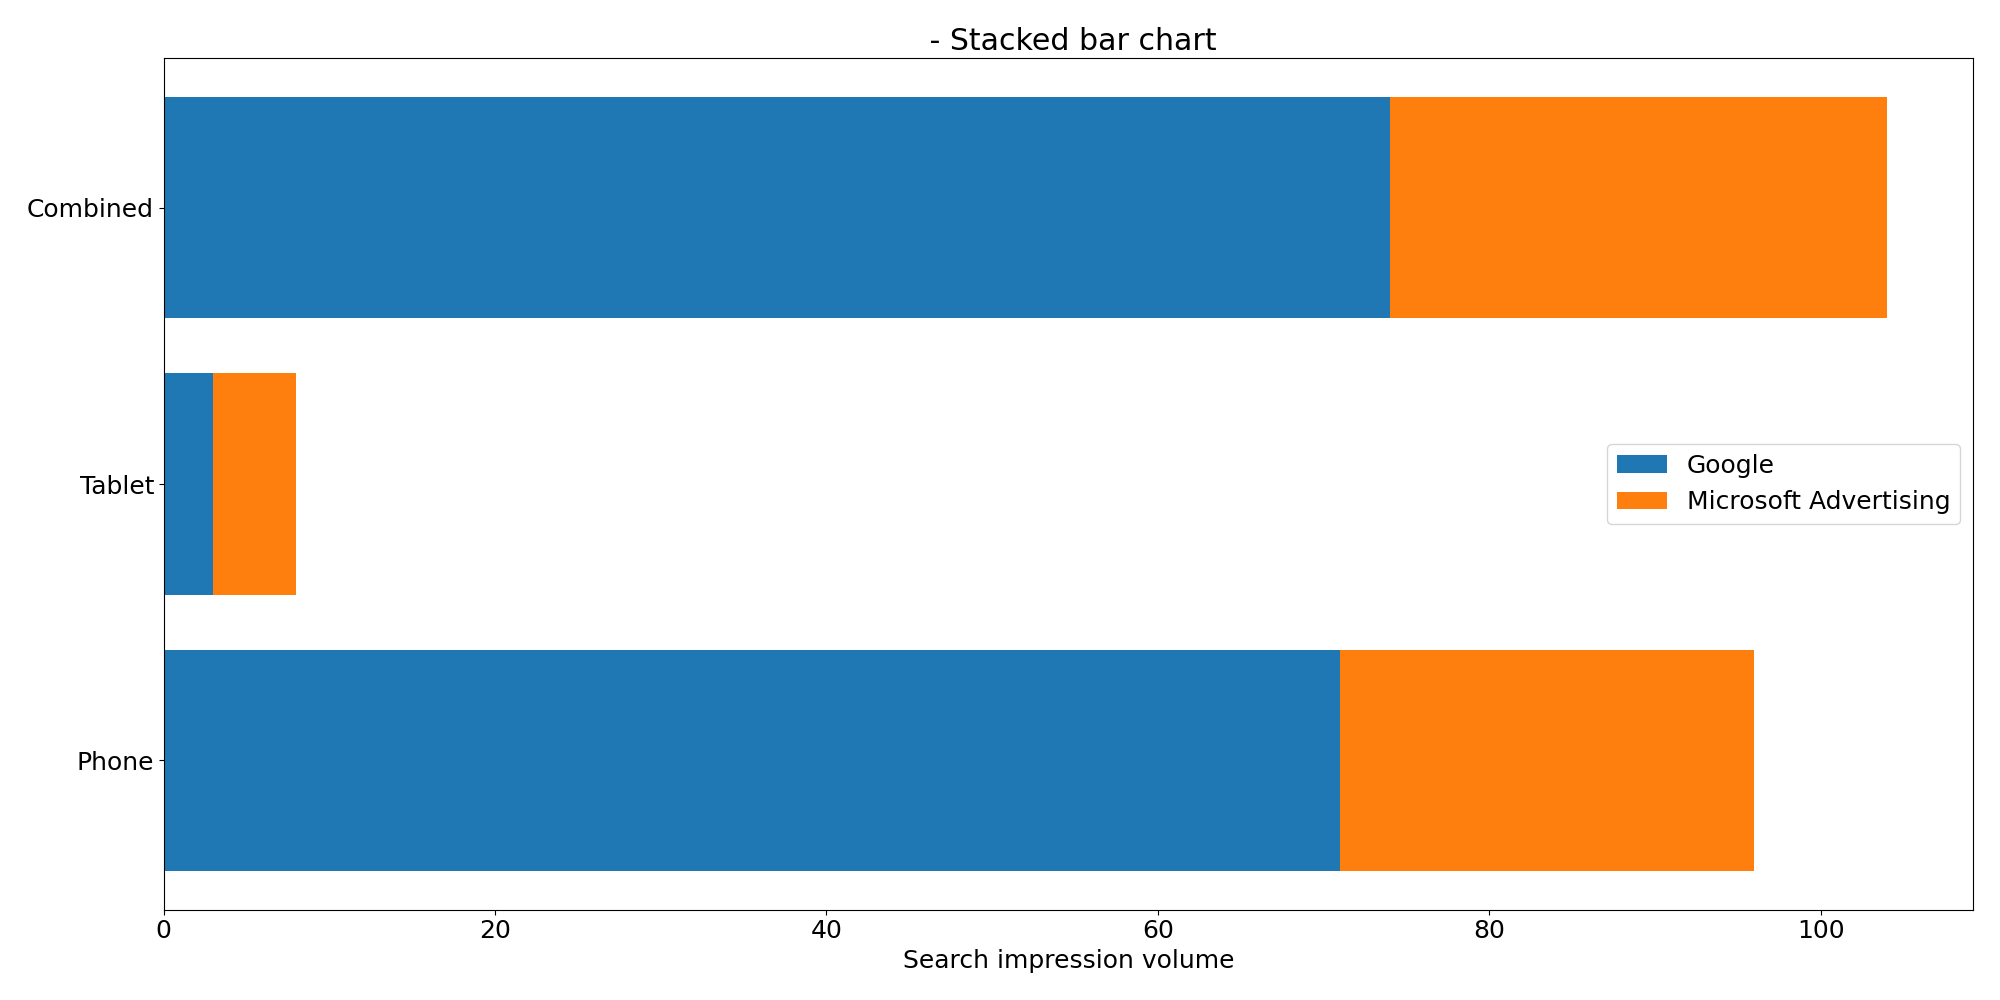 - Stacked bar chart
Combined
Tablet
Phone
Google
Microsoft Advertising
0 20 40 60 80 100
Search impression volume